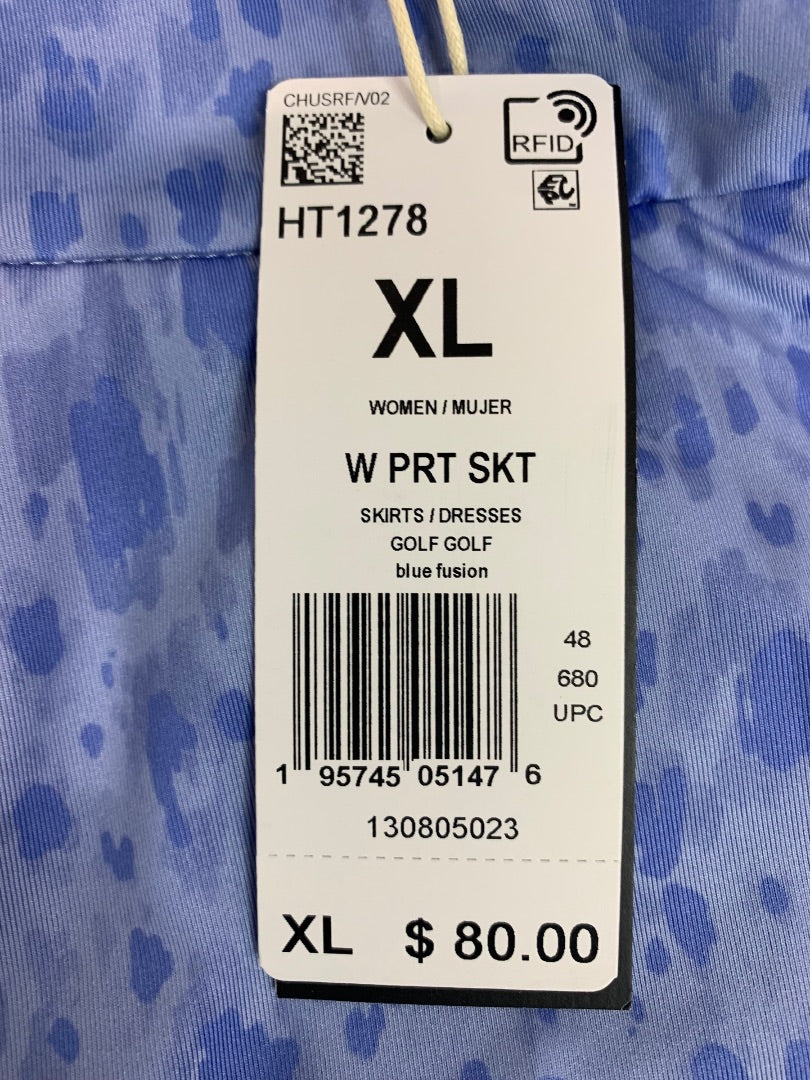 CHUSRF/V02
RFID
HT1278
XL
WOMEN / MUJER
W PRT SKT
SKIRTS / DRESSES
GOLF GOLF
blue fusion
48
680
UPC
1 95745 05147 6
130805023
XL $ 80.00